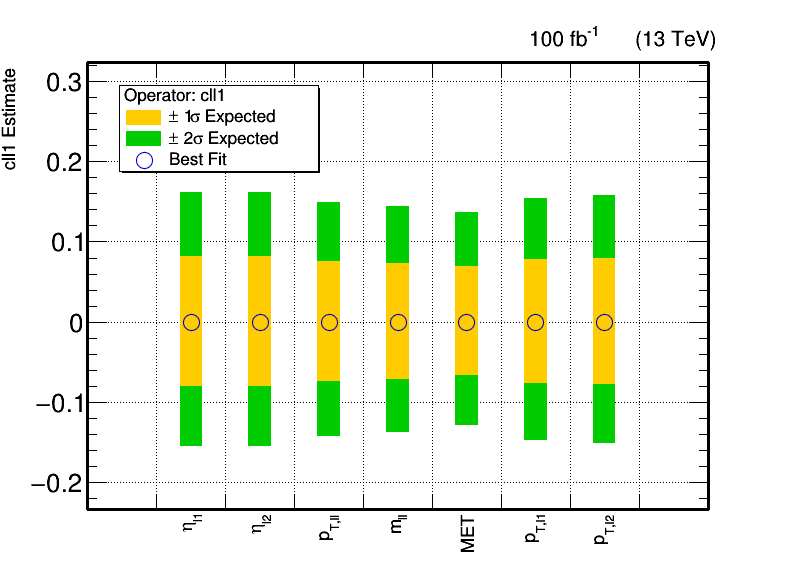 100 fb-1 (13 TeV)
cll1 Estimate
0.3
0.2
0.1
0
−0.1
−0.2
Operator: cll1
± 1σ Expected
± 2σ Expected
Best Fit
ηl1
ηl2
pT,ll
mll
MET
pT,l1
pT,l2